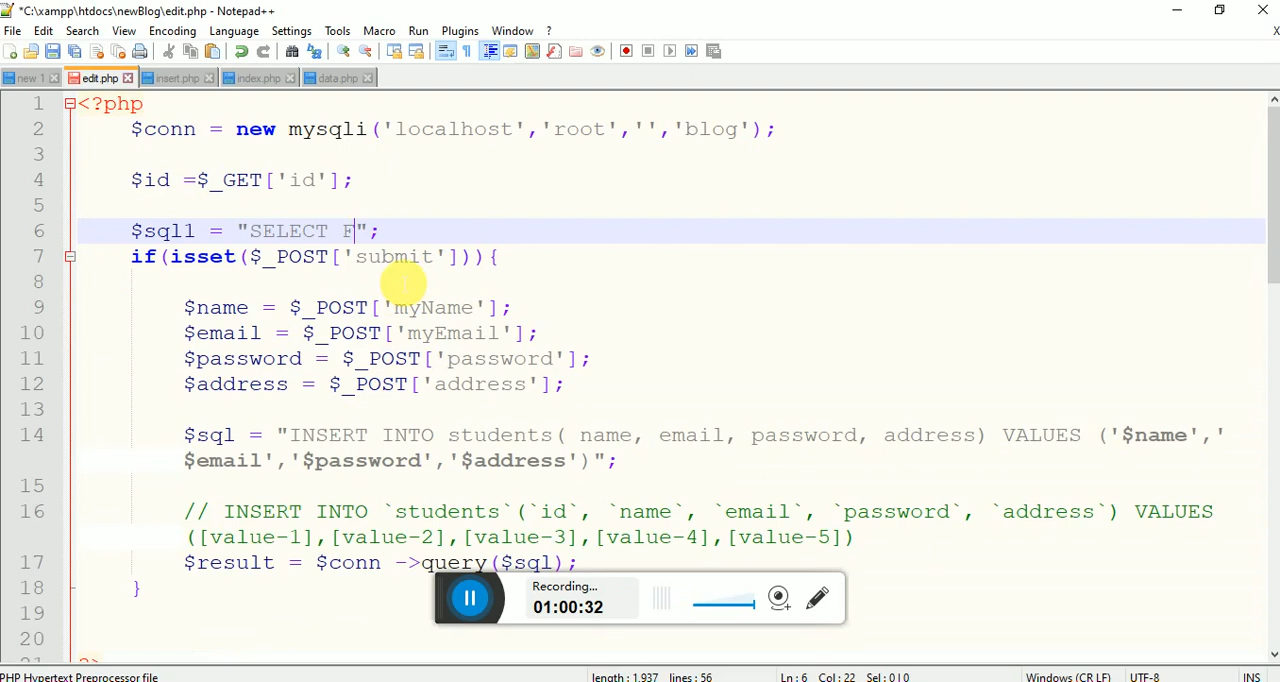 *C:\xampp\htdocs\newBlog\edit.php - Notepad++
File Edit Search View Encoding Language Settings Tools Macro Run Plugins Window ? X
new 1 edit.php insert.php index.php data.php
1 <?php
2 $conn = new mysqli('localhost','root','','blog');
3
4 $id =$_GET['id'];
5
6 $sql1 = "SELECT F";
7 if(isset($_POST['submit'])){
8
9 $name = $_POST['myName'];
10 $email = $_POST['myEmail'];
11 $password = $_POST['password'];
12 $address = $_POST['address'];
13
14 $sql = "INSERT INTO students( name, email, password, address) VALUES ('$name','
$email','$password','$address')";
15
16 // INSERT INTO `students`(`id`, `name`, `email`, `password`, `address`) VALUES
([value-1],[value-2],[value-3],[value-4],[value-5])
17 $result = $conn ->query($sql);
18 }
Recording...
01:00:32
19
20
21 ?>
PHP Hypertext Preprocessor file length : 1,937 lines : 56 Ln : 6 Col : 22 Sel : 0 | 0 Windows (CR LF) UTF-8 INS